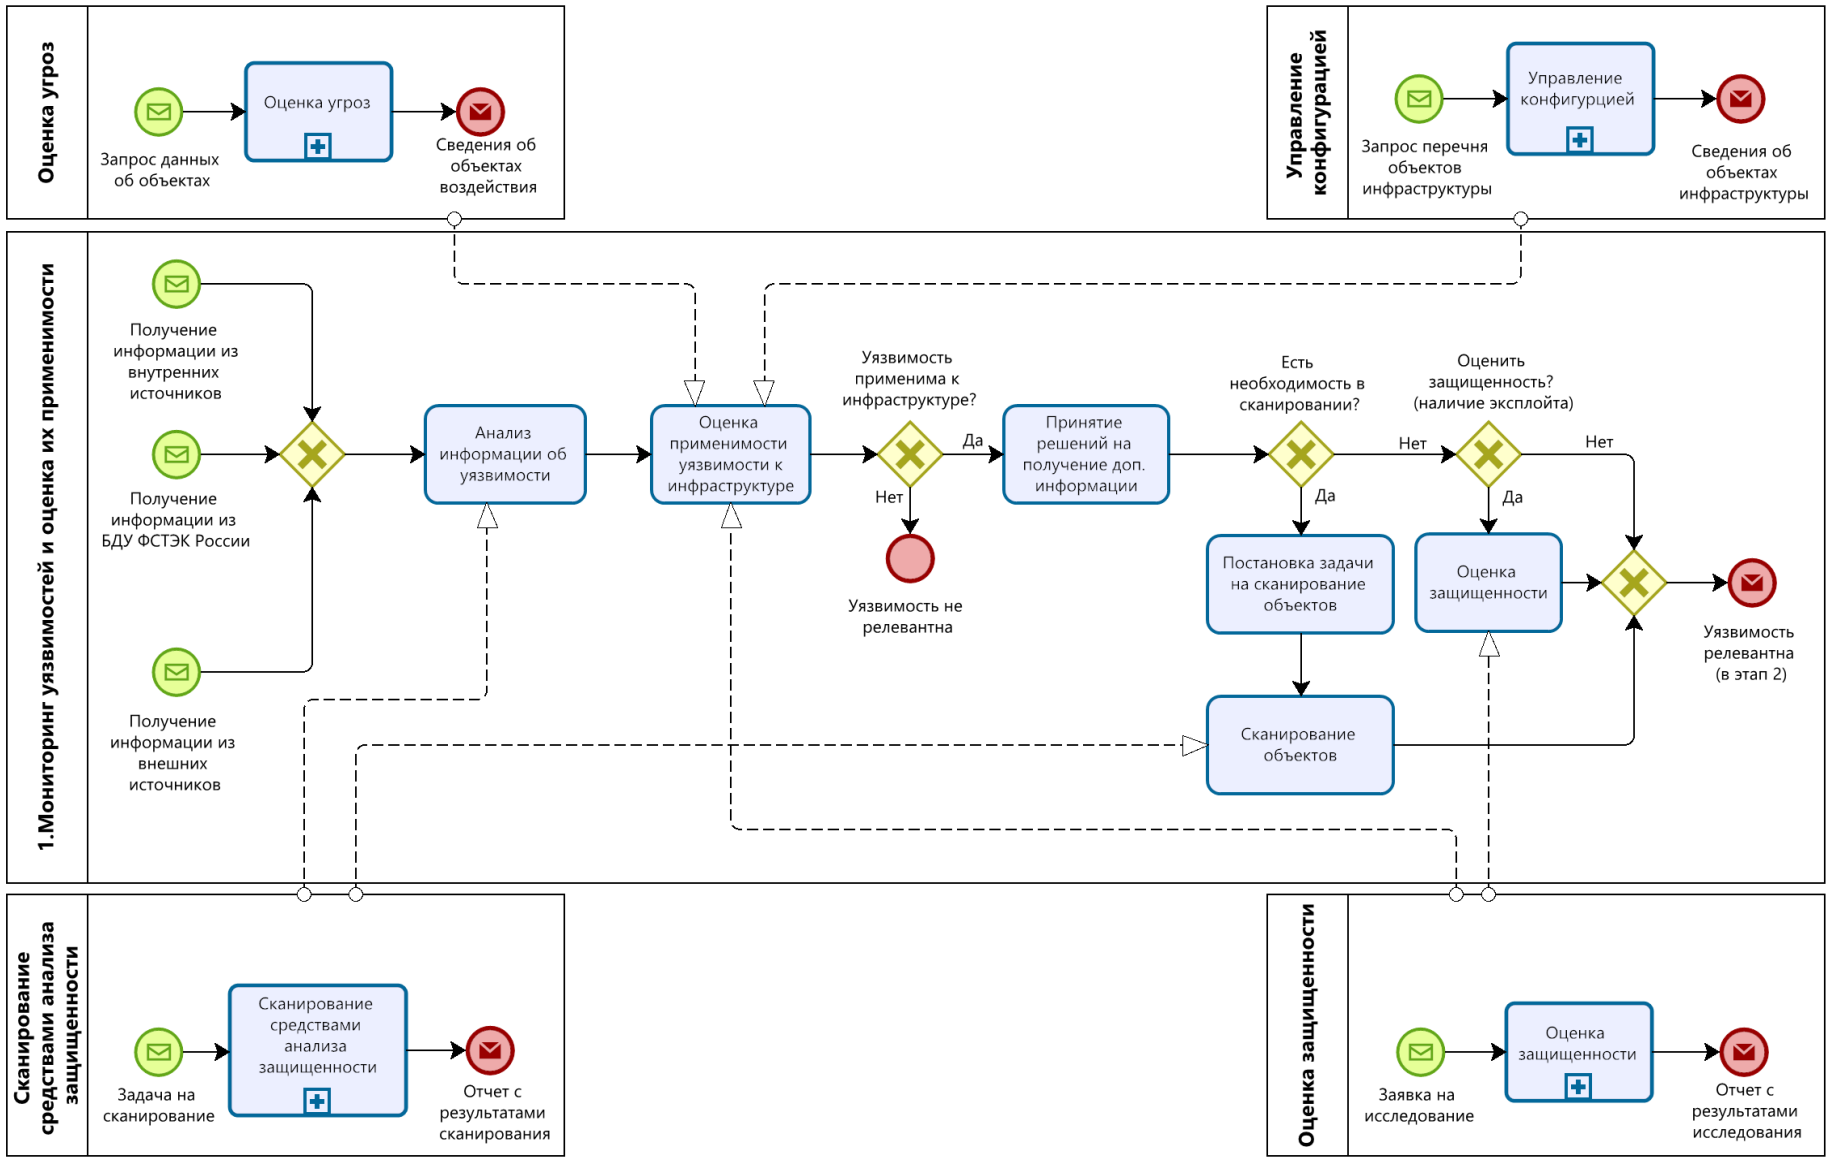 Оценка угроз
Запрос данных
об объектах
Оценка угроз
Сведения об
объектах
воздействия
Управление
конфигурацией
Запрос перечня
объектов
инфраструктуры
Управление
конфигурцией
Сведения об
объектах
инфраструктуры
1.Мониторинг уязвимостей и оценка их применимости
Получение
информации из
внутренних
источников
Получение
информации из
БДУ ФСТЭК России
Получение
информации из
внешних
источников
Анализ
информации об
уязвимости
Оценка
применимости
уязвимости к
инфраструктуре
Уязвимость
применима к
инфраструктуре?
Да
Нет
Уязвимость не
релевантна
Принятие
решений на
получение доп.
информации
Есть
необходимость в
сканировании?
Нет
Да
Постановка задачи
на сканирование
объектов
Сканирование
объектов
Оценить
защищенность?
(наличие эксплойта)
Нет
Да
Оценка
защищенности
Уязвимость
релевантна
(в этап 2)
Сканирование
средствами анализа
защищенности
Задача на
сканирование
Сканирование
средствами
анализа
защищенности
Отчет с
результатами
сканирования
Оценка защищенности
Заявка на
исследование
Оценка
защищенности
Отчет с
результатами
исследования